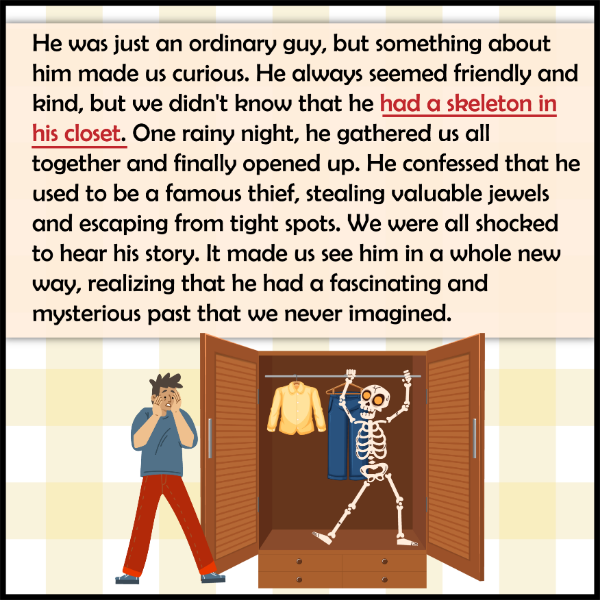 He was just an ordinary guy, but something about
him made us curious. He always seemed friendly and
kind, but we didn't know that he had a skeleton in
his closet. One rainy night, he gathered us all
together and finally opened up. He confessed that he
used to be a famous thief, stealing valuable jewels
and escaping from tight spots. We were all shocked
to hear his story. It made us see him in a whole new
way, realizing that he had a fascinating and
mysterious past that we never imagined.